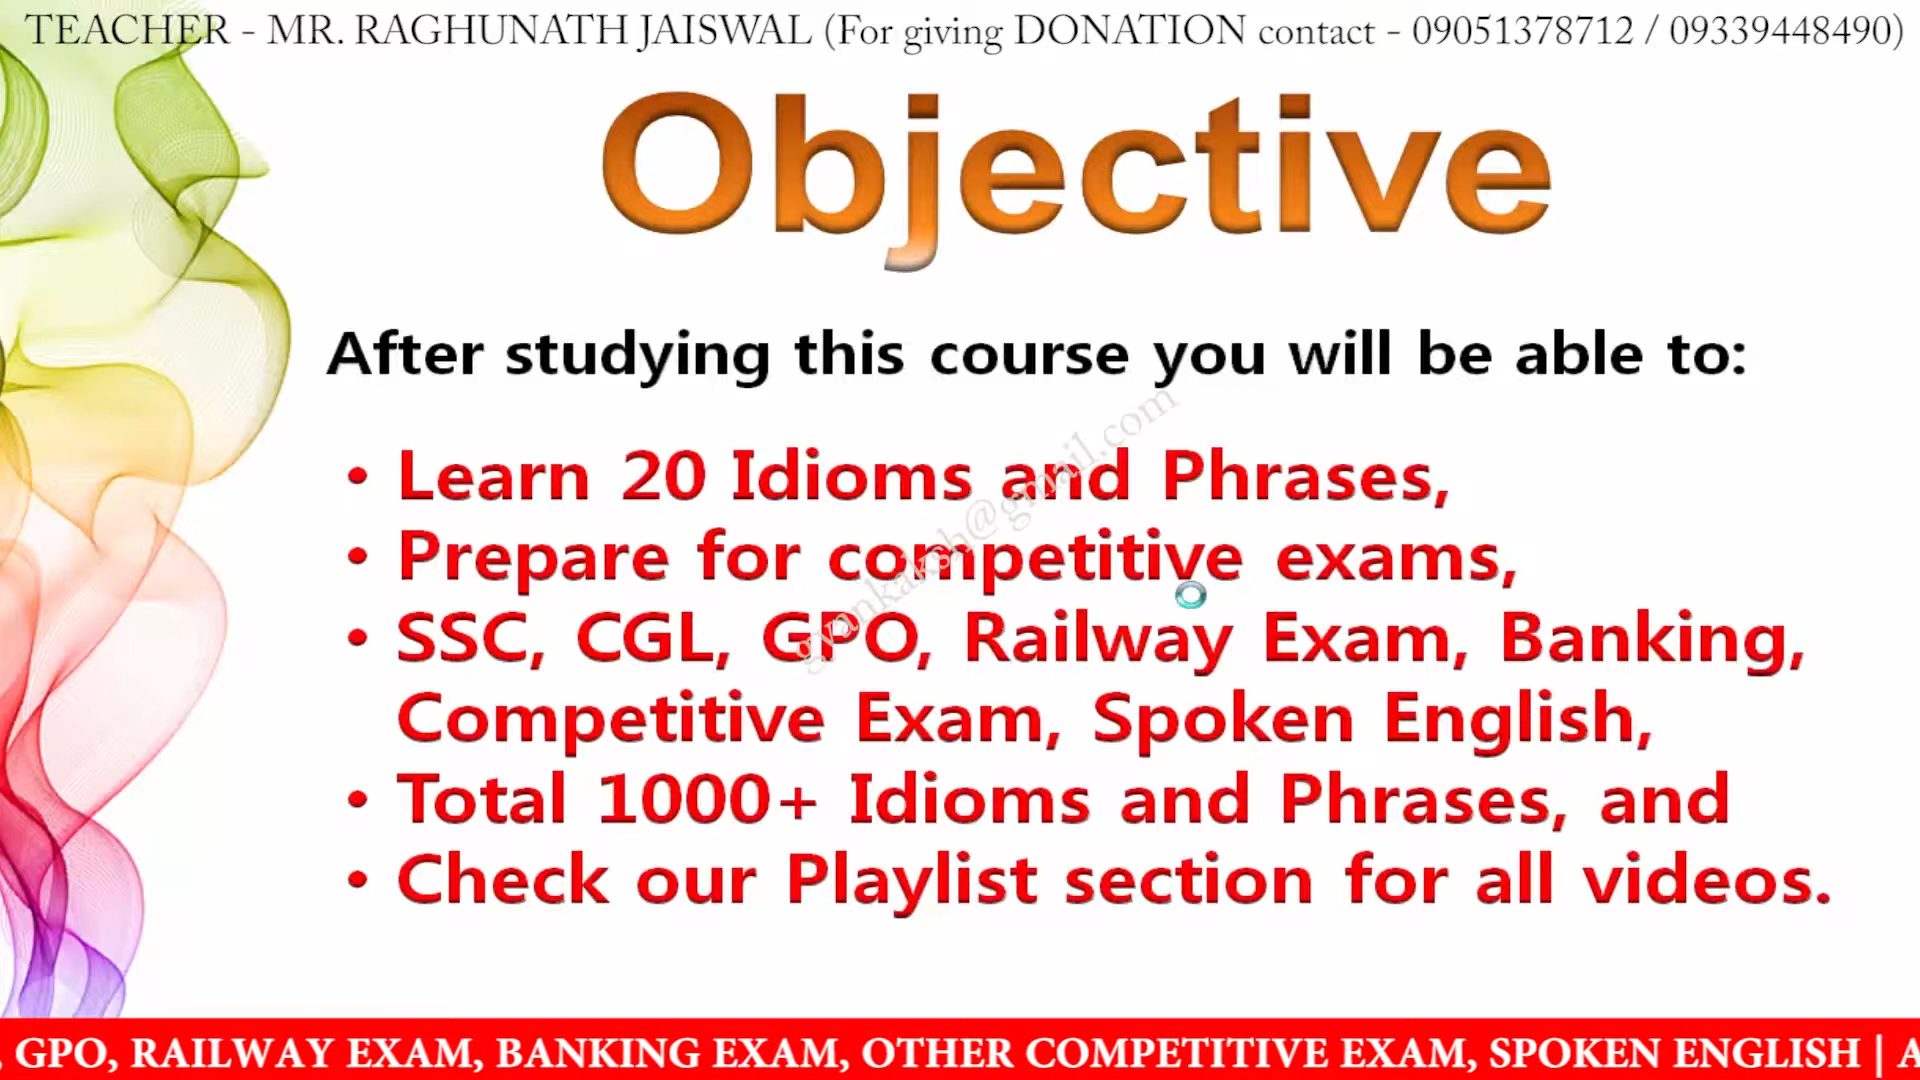 TEACHER - MR. RAGHUNATH JAISWAL (For giving DONATION contact - 09051378712 / 09339448490)
Objective
After studying this course you will be able to:
• Learn 20 Idioms and Phrases,
• Prepare for competitive exams,
• SSC, CGL, GPO, Railway Exam, Banking,
Competitive Exam, Spoken English,
• Total 1000+ Idioms and Phrases, and
• Check our Playlist section for all videos.
gyankaksh@gmail.com
, GPO, RAILWAY EXAM, BANKING EXAM, OTHER COMPETITIVE EXAM, SPOKEN ENGLISH | A